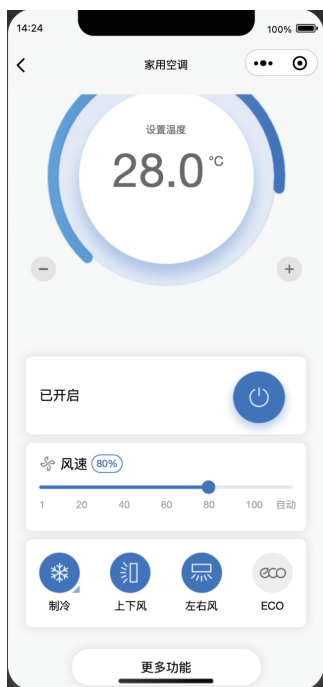 14:24
100%
家用空调
设置温度
28.0°C
已开启
风速 80%
1 20 40 60 80 100 自动
eco
制冷 上下风 左右风 ECO
更多功能